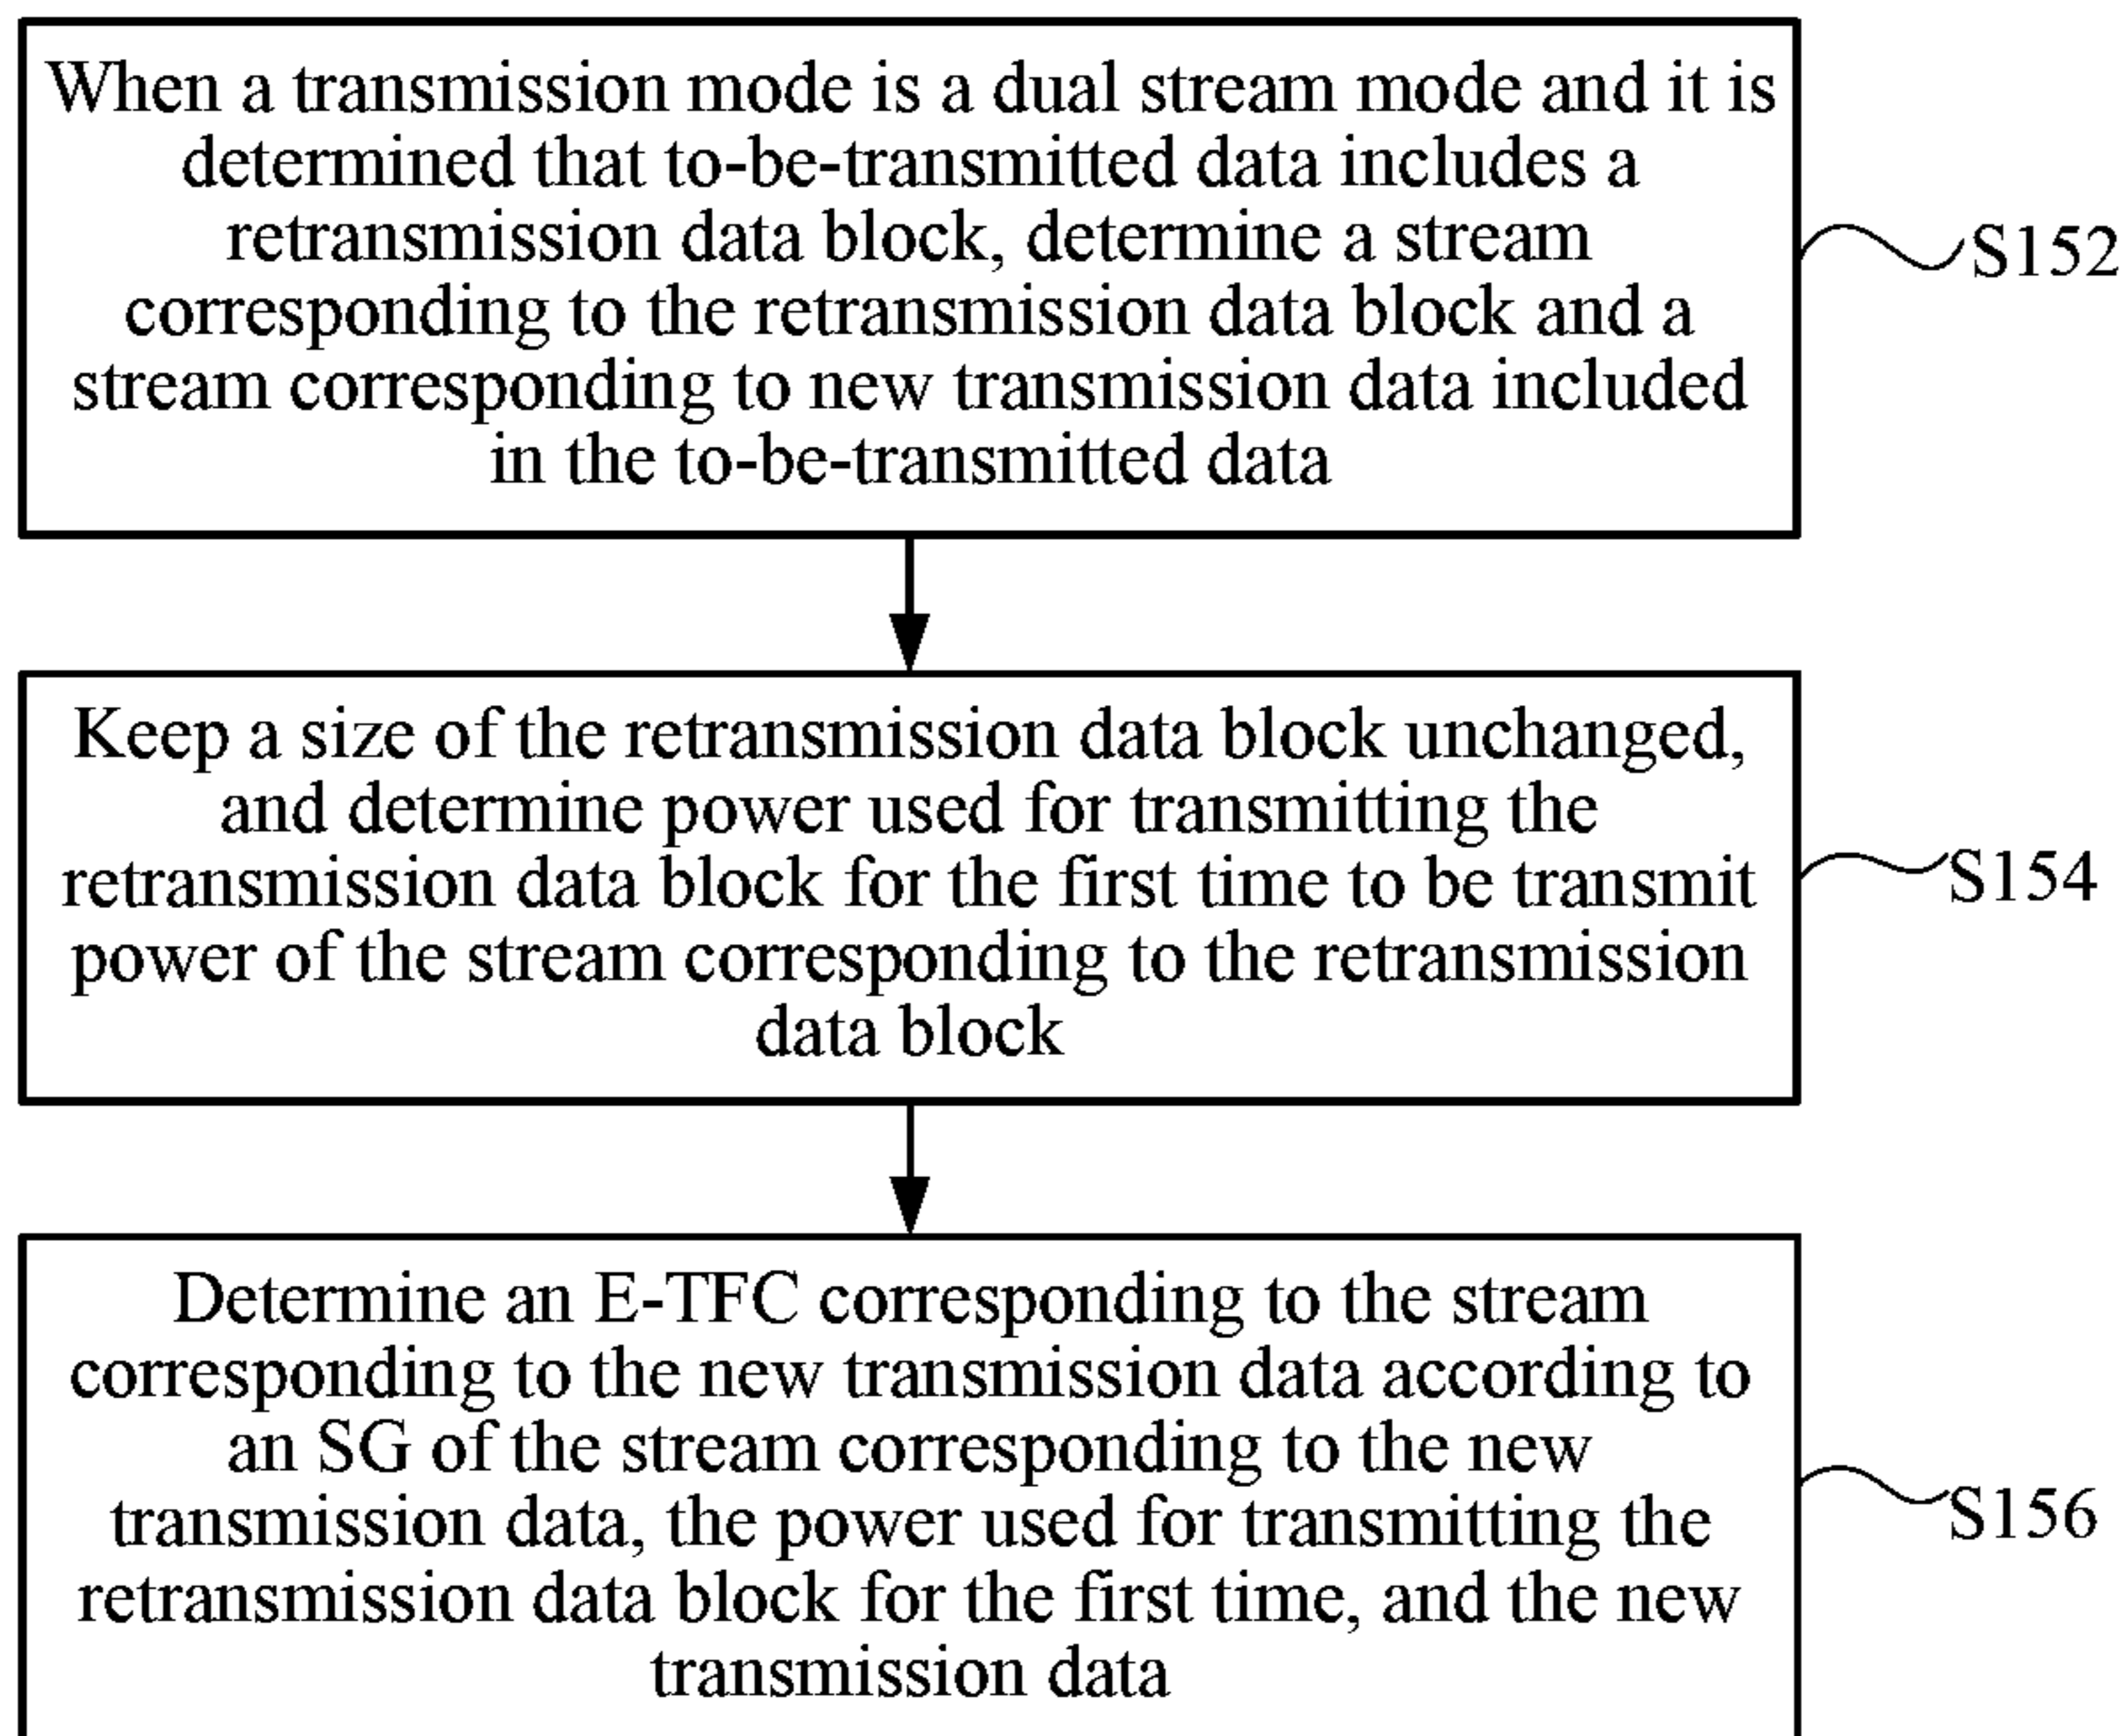 When a transmission mode is a dual stream mode and it is
determined that to-be-transmitted data includes a
retransmission data block, determine a stream
corresponding to the retransmission data block and a
stream corresponding to new transmission data included
in the to-be-transmitted data
S152
Keep a size of the retransmission data block unchanged,
and determine power used for transmitting the
retransmission data block for the first time to be transmit
power of the stream corresponding to the retransmission
data block
S154
Determine an E-TFC corresponding to the stream
corresponding to the new transmission data according to
an SG of the stream corresponding to the new
transmission data, the power used for transmitting the
retransmission data block for the first time, and the new
transmission data
S156